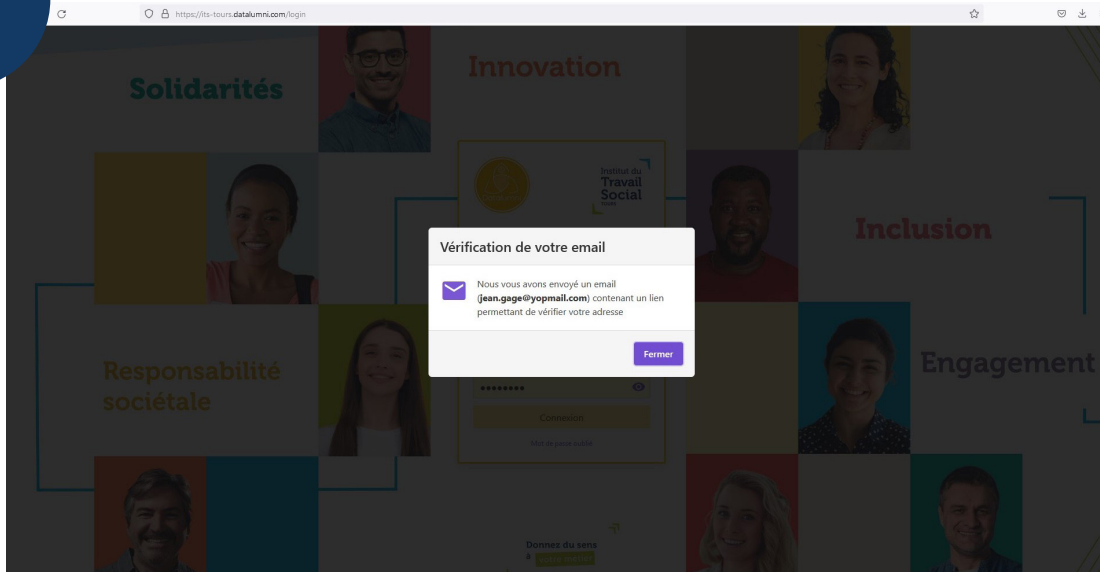 https://its-tours.datalumni.com/login
Solidarités
Innovation
Institut du
Travail
Social
TOURS
Inclusion
Vérification de votre email
Nous vous avons envoyé un email
(jean.gage@yopmail.com) contenant un lien
permettant de vérifier votre adresse
Fermer
Responsabilité
sociétale
Engagement
••••••••
Connexion
Mot de passe oublié
Donnez du sens
à